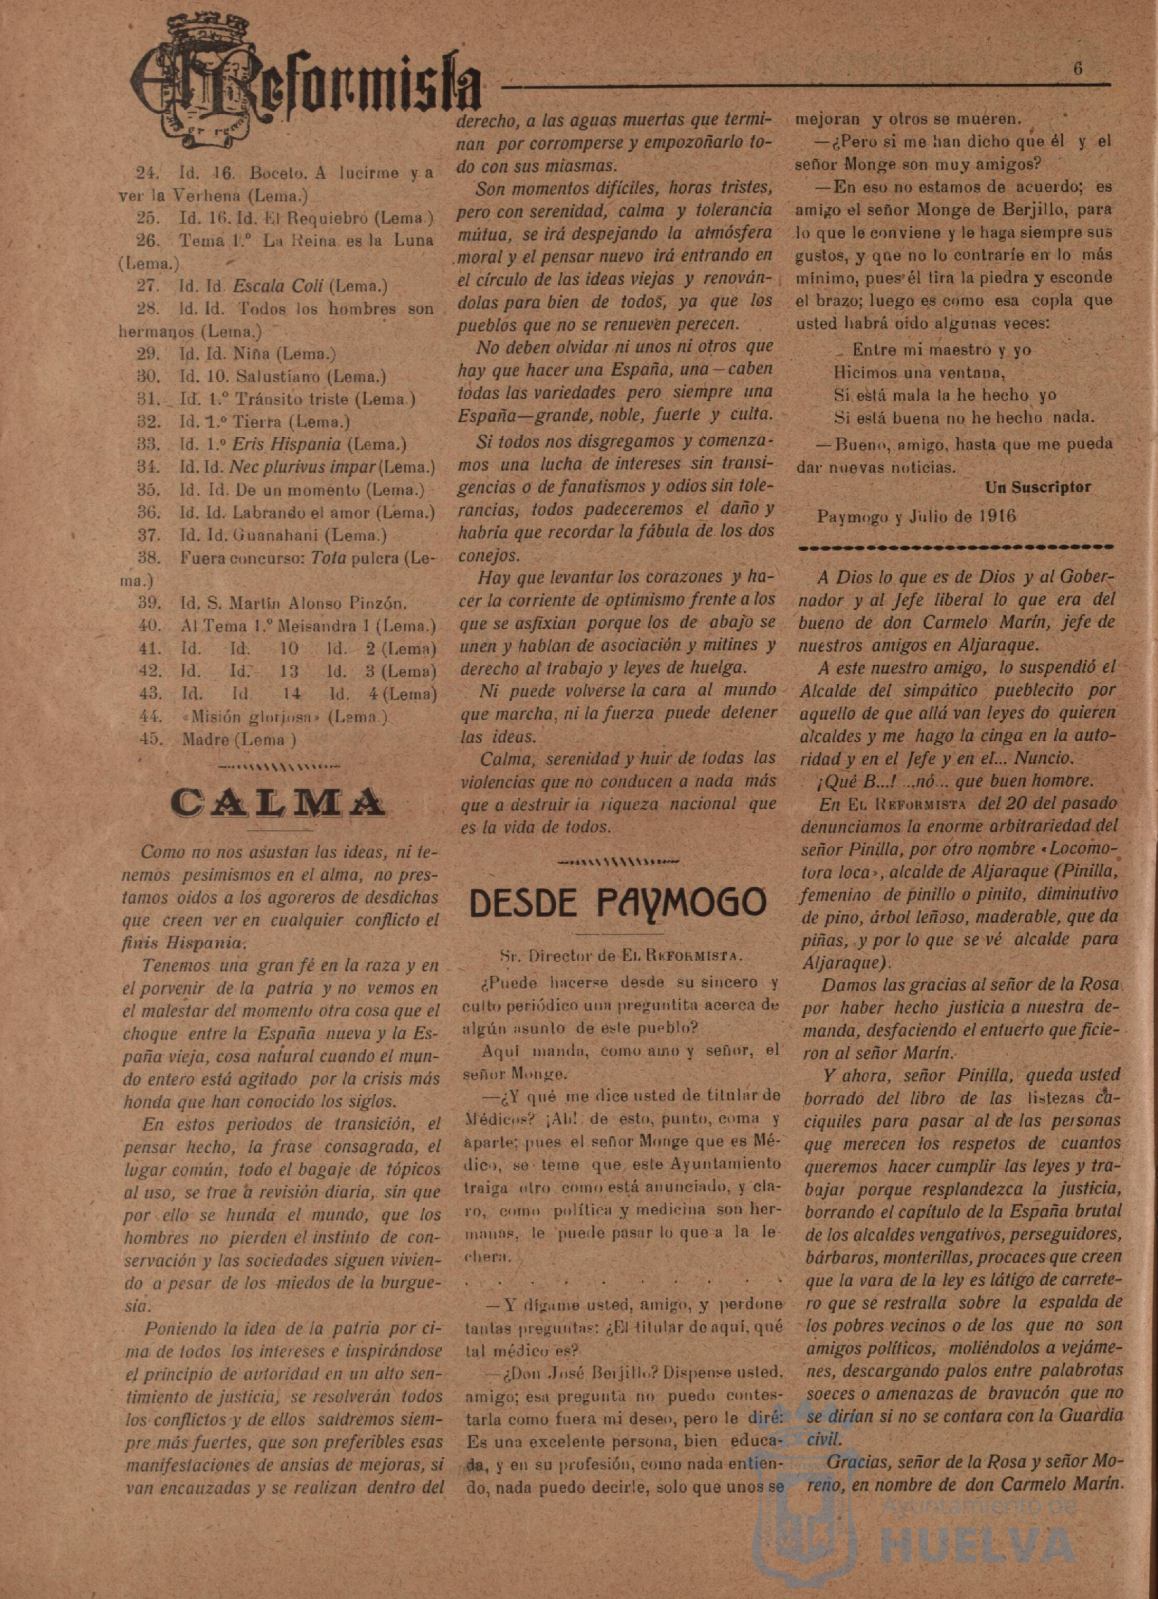 El Reformista
6
24. Id. 16. Boceto. A lucirme y a
ver la Verbena (Lema.)
25. Id. 16. Id. El Requiebro (Lema.)
26. Tema 1.º La Reina es la Luna
(Lema.)
27. Id. Id. Escala Coli (Lema.)
28. Id. Id. Todos los hombres son
hermanos (Lema.)
29. Id. Id. Niña (Lema.)
30. Id. 10. Salustiano (Lema.)
31. Id. 1.º Tránsito triste (Lema.)
32. Id. 1.º Tierra (Lema.)
33. Id. 1.º Eris Hispania (Lema.)
34. Id. Id. Nec plurivus impar (Lema.)
35. Id. Id. De un momento (Lema.)
36. Id. Id. Labrando el amor (Lema.)
37. Id. Id. Guanahani (Lema.)
38. Fuera concurso: Tota pulcra (Le-
ma.)
39. Id. S. Martín Alonso Pinzón.
40. Al Tema 1.º Meisandra 1 (Lema.)
41. Id. Id. 10 Id. 2 (Lema)
42. Id. Id. 13 Id. 3 (Lema)
43. Id. Id. 14 Id. 4 (Lema)
44. «Misión gloriosa» (Lema.)
45. Madre (Lema )
CALMA
Como no nos asustan las ideas, ni te-
nemos pesimismos en el alma, no pres-
tamos oidos a los agoreros de desdichas
que creen ver en cualquier conflicto el
finis Hispania.
Tenemos una gran fé en la raza y en
el porvenir de la patria y no vemos en
el malestar del momento otra cosa que el
choque entre la España nueva y la Es-
paña vieja, cosa natural cuando el mun-
do entero está agitado por la crisis más
honda que han conocido los siglos.
En estos periodos de transición, el
pensar hecho, la frase consagrada, el
lugar común, todo el bagaje de tópicos
al uso, se trae a revisión diaria, sin que
por ello se hunda el mundo, que los
hombres no pierden el instinto de con-
servación y las sociedades siguen vivien-
do a pesar de los miedos de la burgue-
sía.
Poniendo la idea de la patria por ci-
ma de todos los intereses e inspirándose
el principio de autoridad en un alto sen-
timiento de justicia, se resolverán todos
los conflictos y de ellos saldremos siem-
pre más fuertes, que son preferibles esas
manifestaciones de ansias de mejoras, si
van encauzadas y se realizan dentro del
derecho, a las aguas muertas que termi-
nan por corromperse y empozoñarlo to-
do con sus miasmas.
Son momentos difíciles, horas tristes,
pero con serenidad, calma y tolerancia
mútua, se irá despejando la atmósfera
moral y el pensar nuevo irá entrando en
el círculo de las ideas viejas y renován-
dolas para bien de todos, ya que los
pueblos que no se renueven perecen.
No deben olvidar ni unos ni otros que
hay que hacer una España, una—caben
todas las variedades pero siempre una
España—grande, noble, fuerte y culta.
Si todos nos disgregamos y comenza-
mos una lucha de intereses sin transi-
gencias o de fanatismos y odios sin tole-
rancias, todos padeceremos el daño y
habría que recordar la fábula de los dos
conejos.
Hay que levantar los corazones y ha-
cer la corriente de optimismo frente a los
que se asfixian porque los de abajo se
unen y hablan de asociación y mitines y
derecho al trabajo y leyes de huelga.
Ni puede volverse la cara al mundo
que marcha, ni la fuerza puede detener
las ideas.
Calma, serenidad y huir de todas las
violencias que no conducen a nada más
que a destruir la riqueza nacional que
es la vida de todos.
DESDE PAYMOGO
Sr. Director de EL REFORMISTA.
¿Puede hacerse desde su sincero y
culto periódico una preguntita acerca de
algún asunto de este pueblo?
Aquí manda, como amo y señor, el
señor Monge.
—¿Y qué me dice usted de titular de
Médicos? ¡Ah! de esto, punto, coma y
aparte; pues el señor Monge que es Mé-
dico, se teme que este Ayuntamiento
traiga otro como está anunciado, y cla-
ro, como política y medicina son her-
manas, le puede pasar lo que a la le-
chera.
. . . . . . . . .
—Y dígame usted, amigo, y perdone
tantas preguntas: ¿El titular de aquí, qué
tal médico es?
—¿Don José Berjillo? Dispense usted,
amigo; esa pregunta no puedo contes-
tarla como fuera mi deseo, pero le diré:
Es una excelente persona, bien educa-
da, y en su profesión, como nada entien-
do, nada puedo decirle, solo que unos se
mejoran y otros se mueren.
—¿Pero si me han dicho que él y el
señor Monge son muy amigos?
—En eso no estamos de acuerdo; es
amigo el señor Monge de Berjillo, para
lo que le conviene y le haga siempre sus
gustos, y que no lo contraríe en lo más
mínimo, pues él tira la piedra y esconde
el brazo; luego es como esa copla que
usted habrá oido algunas veces:
Entre mi maestro y yo
Hicimos una ventana,
Si está mala la he hecho yo
Si está buena no he hecho nada.
—Bueno, amigo, hasta que me pueda
dar nuevas noticias.
Un Suscriptor
Paymogo y Julio de 1916
A Dios lo que es de Dios y al Gober-
nador y al Jefe liberal lo que era del
bueno de don Carmelo Marín, jefe de
nuestros amigos en Aljaraque.
A este nuestro amigo, lo suspendió el
Alcalde del simpático pueblecito por
aquello de que allá van leyes do quieren
alcaldes y me hago la cinga en la auto-
ridad y en el Jefe y en el... Nuncio.
¡Qué B...! ...nó... que buen hombre.
En EL REFORMISTA del 20 del pasado
denunciamos la enorme arbitrariedad del
señor Pinilla, por otro nombre «Locomo-
tora loca», alcalde de Aljaraque (Pinilla,
femenino de pinillo o pinito, diminutivo
de pino, árbol leñoso, maderable, que da
piñas, y por lo que se vé alcalde para
Aljaraque).
Damos las gracias al señor de la Rosa
por haber hecho justicia a nuestra de-
manda, desfaciendo el entuerto que ficie-
ron al señor Marín.
Y ahora, señor Pinilla, queda usted
borrado del libro de las listezas ca-
ciquiles para pasar al de las personas
que merecen los respetos de cuantos
queremos hacer cumplir las leyes y tra-
bajar porque resplandezca la justicia,
borrando el capítulo de la España brutal
de los alcaldes vengativos, perseguidores,
bárbaros, monterillas, procaces que creen
que la vara de la ley es látigo de carrete-
ro que se restralla sobre la espalda de
los pobres vecinos o de los que no son
amigos políticos, moliéndolos a vejáme-
nes, descargando palos entre palabrotas
soeces o amenazas de bravucón que no
se dirían si no se contara con la Guardia
civil.
Gracias, señor de la Rosa y señor Mo-
reno, en nombre de don Carmelo Marín.
Ayuntamiento de
HUELVA